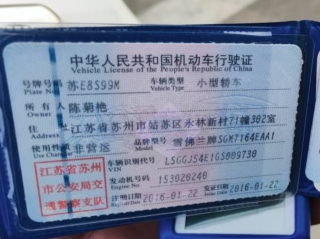 中华人民共和国机动车行驶证
Vehicle License of the People's Republic of China
号牌号码 苏E8S99M 车辆类型 小型轿车
Plate No. Vehicle Type
所有人 陈菊艳
Owner
住址 江苏省苏州市姑苏区永林新村71幢302室
Address
使用性质 非营运 品牌型号 雪佛兰牌SGM7164EAA1
Use Character Model
江苏省苏州市公安局交通警察支队
车辆识别代号 LSGGJ54E1GS089730
VIN
发动机号码 153020240
Engine No.
注册日期 2016-01-22 发证日期 2016-01-22